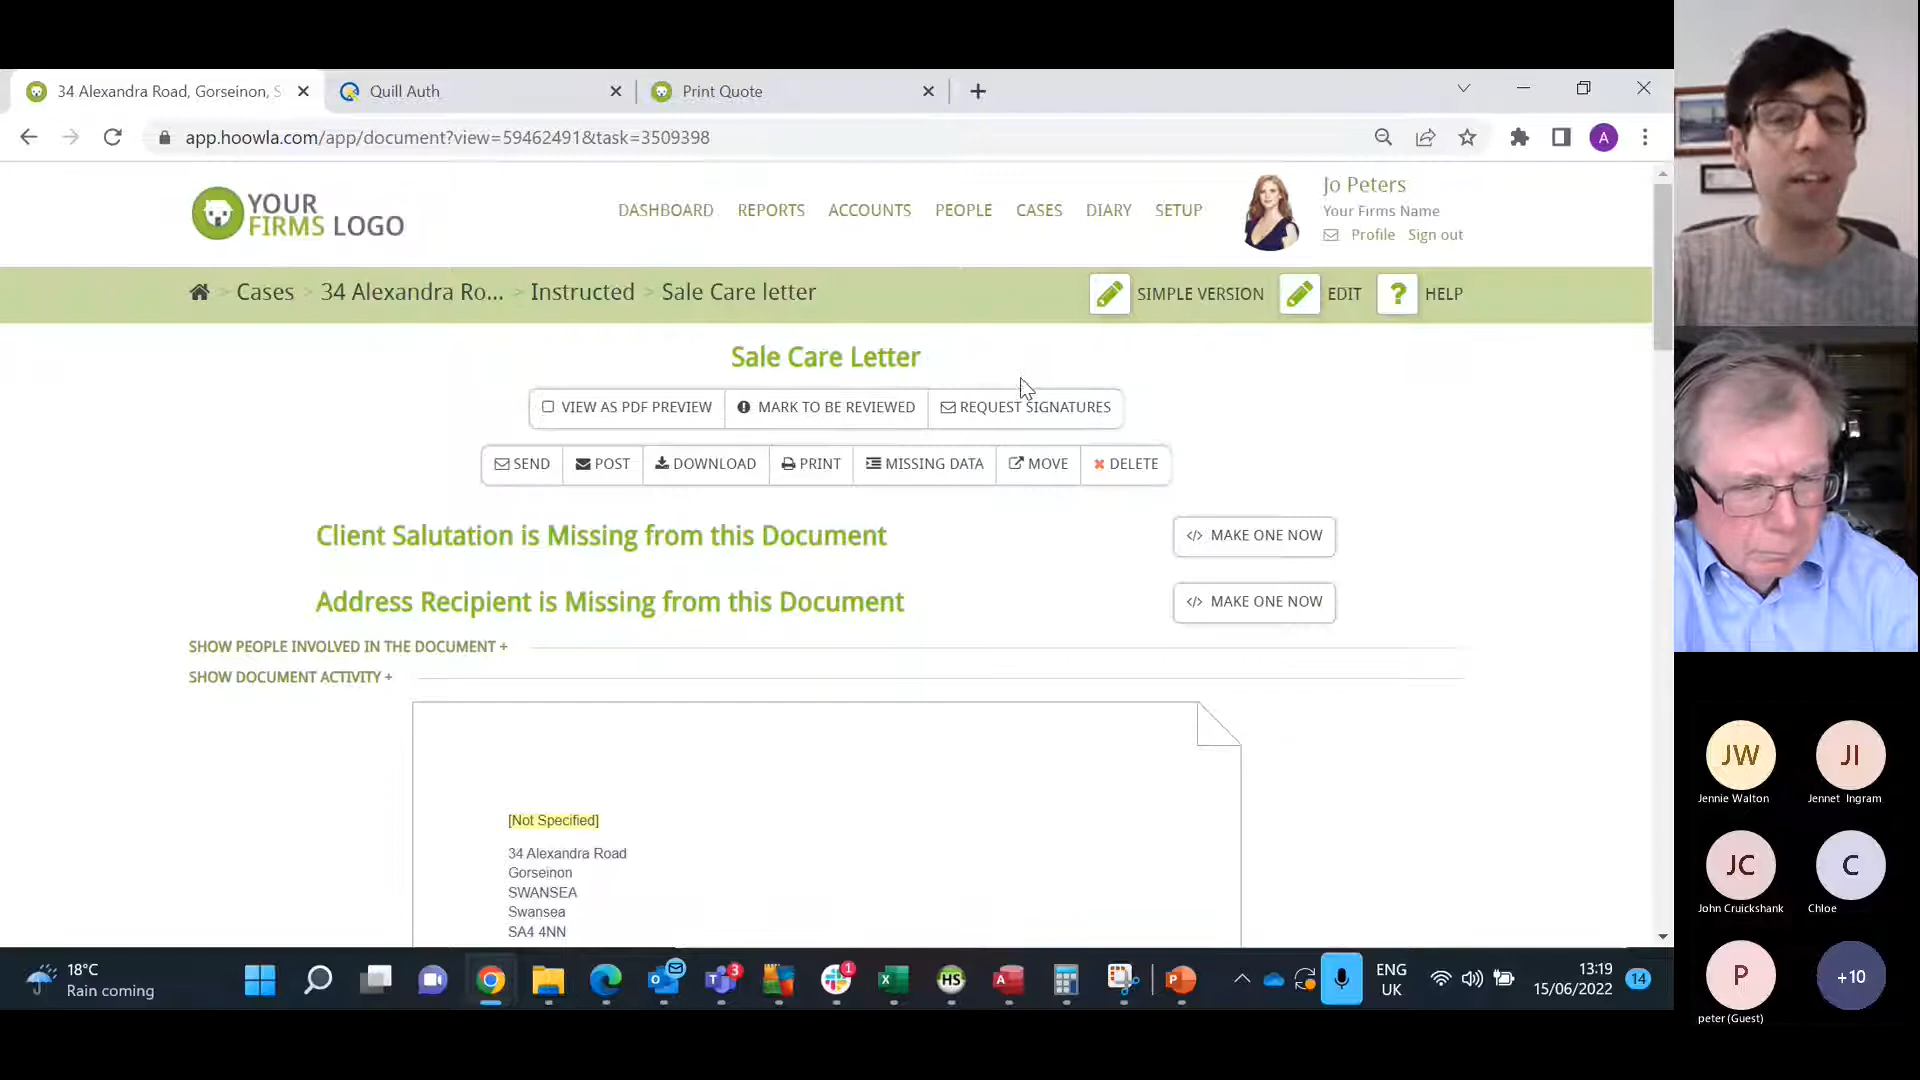 34 Alexandra Road, Gorseinon, S
Quill Auth
Print Quote
app.hoowla.com/app/document?view=59462491&task=3509398
A
YOUR
FIRMS LOGO
DASHBOARD REPORTS ACCOUNTS PEOPLE CASES DIARY SETUP
Jo Peters
Your Firms Name
Profile Sign out
Cases > 34 Alexandra Ro... > Instructed > Sale Care letter
SIMPLE VERSION EDIT ? HELP
Sale Care Letter
VIEW AS PDF PREVIEW MARK TO BE REVIEWED REQUEST SIGNATURES
SEND POST DOWNLOAD PRINT MISSING DATA MOVE DELETE
Client Salutation is Missing from this Document
</> MAKE ONE NOW
Address Recipient is Missing from this Document
</> MAKE ONE NOW
SHOW PEOPLE INVOLVED IN THE DOCUMENT +
SHOW DOCUMENT ACTIVITY +
[Not Specified]
34 Alexandra Road
Gorseinon
SWANSEA
Swansea
SA4 4NN
18°C
Rain coming
3
1
HS
ENG
UK
13:19
15/06/2022
14
JW
Jennie Walton
JI
Jennet Ingram
JC
John Cruickshank
C
Chloe
P
peter (Guest)
+10